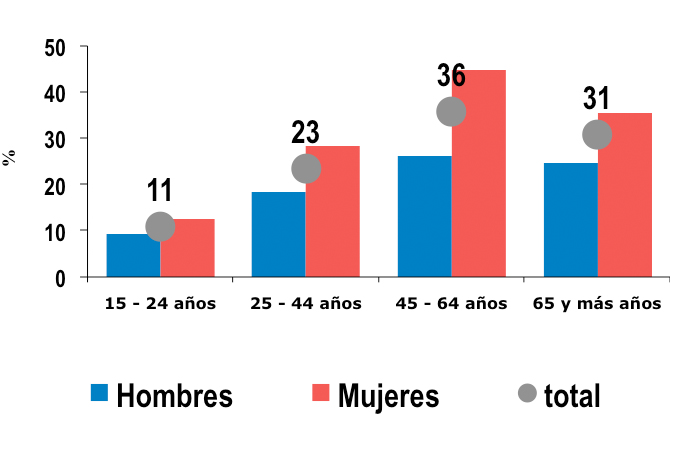 50
40
30
20
10
0
%
11
23
36
31
15 - 24 años
25 - 44 años
45 - 64 años
65 y más años
Hombres
Mujeres
total